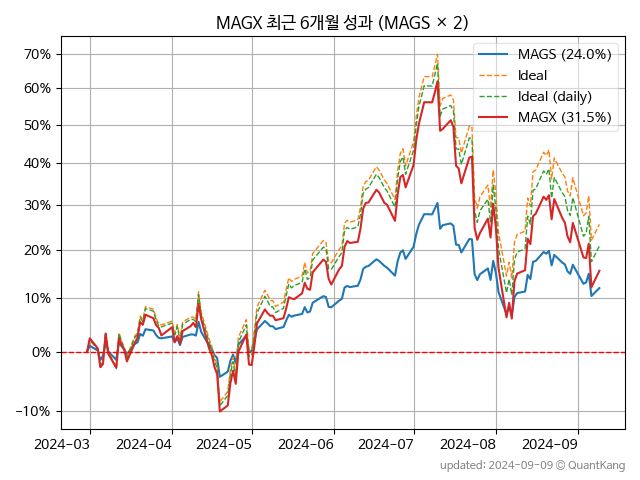 MAGX 최근 6개월 성과 (MAGS × 2)
70%
60%
50%
40%
30%
20%
10%
0%
−10%
MAGS (24.0%)
Ideal
Ideal (daily)
MAGX (31.5%)
2024-03 2024-04 2024-05 2024-06 2024-07 2024-08 2024-09
updated: 2024-09-09 © QuantKang